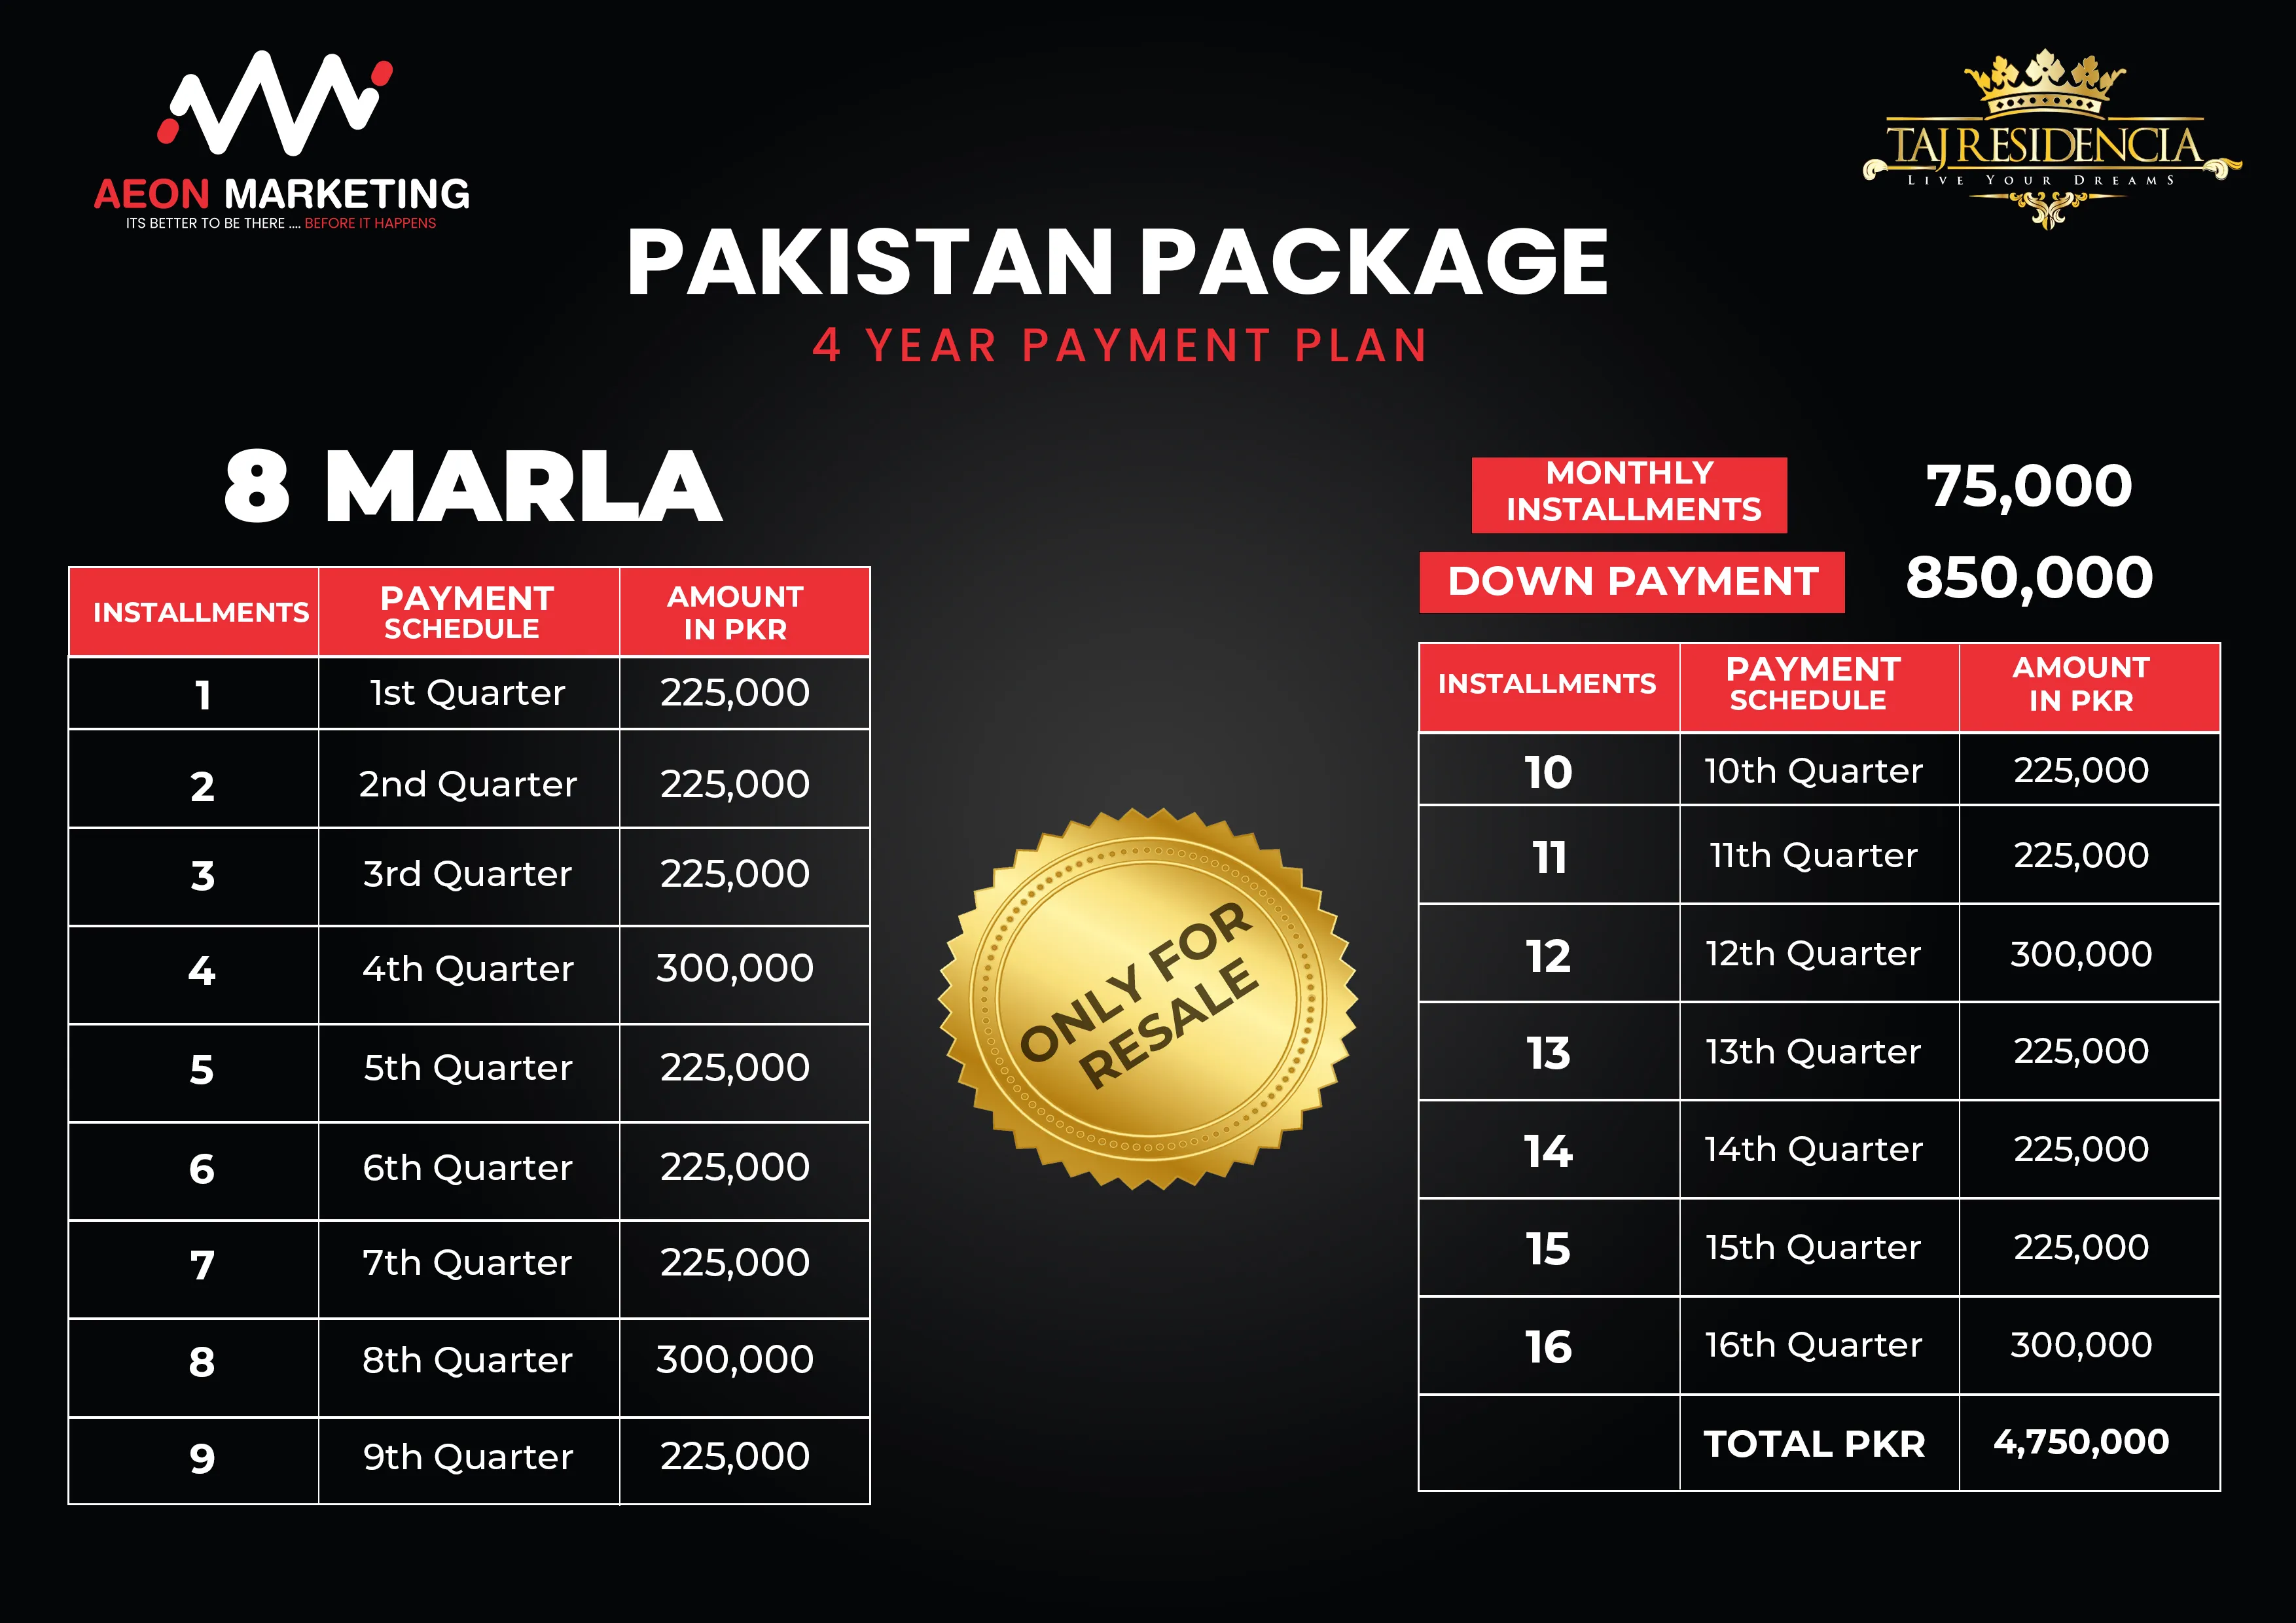 AEON MARKETING
ITS BETTER TO BE THERE .... BEFORE IT HAPPENS
TAJ RESIDENCIA
LIVE YOUR DREAMS
PAKISTAN PACKAGE
4 YEAR PAYMENT PLAN
8 MARLA
INSTALLMENTS PAYMENT SCHEDULE AMOUNT IN PKR
1 1st Quarter 225,000
2 2nd Quarter 225,000
3 3rd Quarter 225,000
4 4th Quarter 300,000
5 5th Quarter 225,000
6 6th Quarter 225,000
7 7th Quarter 225,000
8 8th Quarter 300,000
9 9th Quarter 225,000
ONLY FOR
RESALE
MONTHLY
INSTALLMENTS
75,000
DOWN PAYMENT 850,000
INSTALLMENTS PAYMENT SCHEDULE AMOUNT IN PKR
10 10th Quarter 225,000
11 11th Quarter 225,000
12 12th Quarter 300,000
13 13th Quarter 225,000
14 14th Quarter 225,000
15 15th Quarter 225,000
16 16th Quarter 300,000
TOTAL PKR 4,750,000